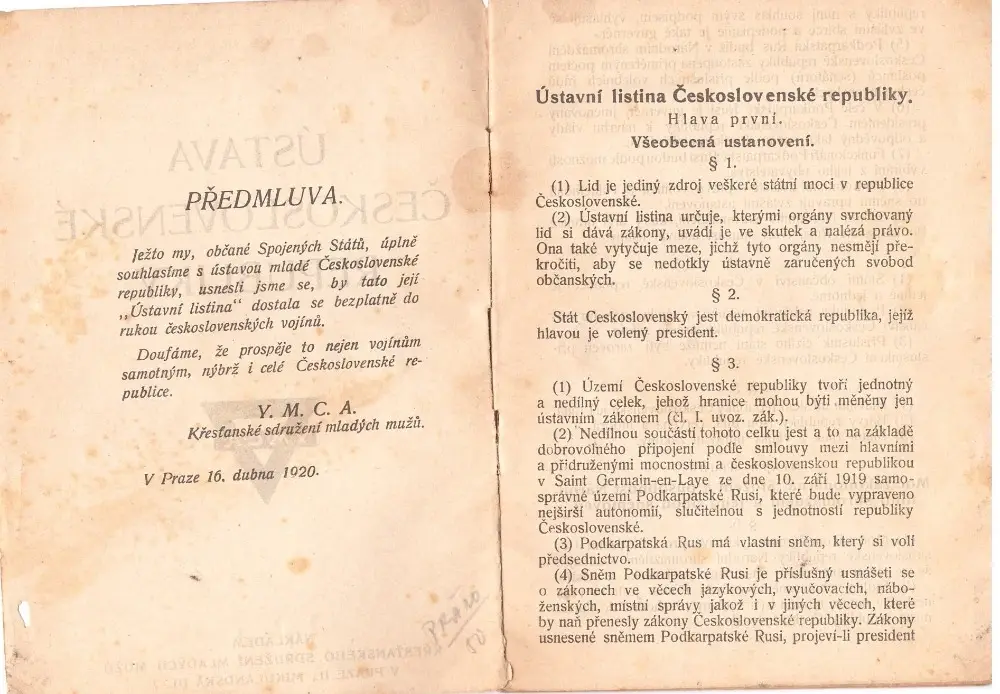 PŘEDMLUVA.
Ježto my, občané Spojených Států, úplně
souhlasíme s ústavou mladé Československé
republiky, usnesli jsme se, by tato její
„Ústavní listina“ dostala se bezplatně do
rukou československých vojínů.
Doufáme, že prospěje to nejen vojínům
samotným, nýbrž i celé Československé re-
publice.
Y. M. C. A.
Křesťanské sdružení mladých mužů.
V Praze 16. dubna 1920.
Ústavní listina Československé republiky.
Hlava první.
Všeobecná ustanovení.
§ 1.
(1) Lid je jediný zdroj veškeré státní moci v republice
Československé.
(2) Ústavní listina určuje, kterými orgány svrchovaný
lid si dává zákony, uvádí je ve skutek a nalézá právo.
Ona také vytyčuje meze, jichž tyto orgány nesmějí pře-
kročiti, aby se nedotkly ústavně zaručených svobod
občanských.
§ 2.
Stát Československý jest demokratická republika, jejíž
hlavou je volený president.
§ 3.
(1) Území Československé republiky tvoří jednotný
a nedílný celek, jehož hranice mohou býti měněny jen
ústavním zákonem (čl. I. uvoz. zák.).
(2) Nedílnou součástí tohoto celku jest a to na základě
dobrovolného připojení podle smlouvy mezi hlavními
a přidruženými mocnostmi a československou republikou
v Saint Germain-en-Laye ze dne 10. září 1919 samo-
správné území Podkarpatské Rusi, které bude vypraveno
nejširší autonomií, slučitelnou s jednotností republiky
Československé.
(3) Podkarpatská Rus má vlastní sněm, který si volí
předsednictvo.
(4) Sněm Podkarpatské Rusi je příslušný usnášeti se
o zákonech ve věcech jazykových, vyučovacích, nábo-
ženských, místní správy jakož i v jiných věcech, které
by naň přenesly zákony Československé republiky. Zákony
usnesené sněmem Podkarpatské Rusi, projeví-li president